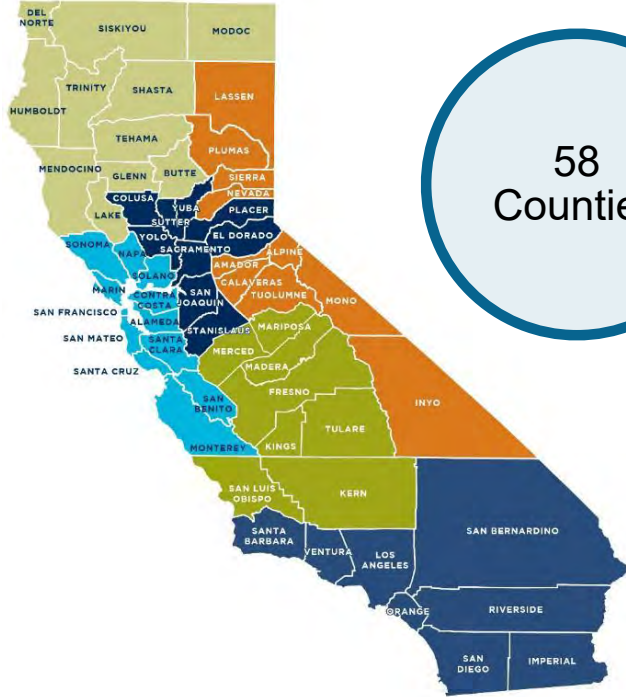 DEL
NORTE
SISKIYOU
MODOC
TRINITY
SHASTA
LASSEN
HUMBOLDT
TEHAMA
PLUMAS
MENDOCINO
GLENN
BUTTE
SIERRA
NEVADA
COLUSA
YUBA
PLACER
LAKE
SUTTER
YOLO
EL DORADO
SONOMA
NAPA
SACRAMENTO
ALPINE
SOLANO
AMADOR
CALAVERAS
MARIN
CONTRA
COSTA
SAN
JOAQUIN
TUOLUMNE
MONO
SAN FRANCISCO
ALAMEDA
STANISLAUS
MARIPOSA
SAN MATEO
SANTA
CLARA
MERCED
MADERA
SANTA CRUZ
FRESNO
SAN
BENITO
INYO
TULARE
MONTEREY
KINGS
SAN LUIS
OBISPO
KERN
SANTA
BARBARA
VENTURA
LOS
ANGELES
SAN BERNARDINO
ORANGE
RIVERSIDE
SAN
DIEGO
IMPERIAL
58
Countie